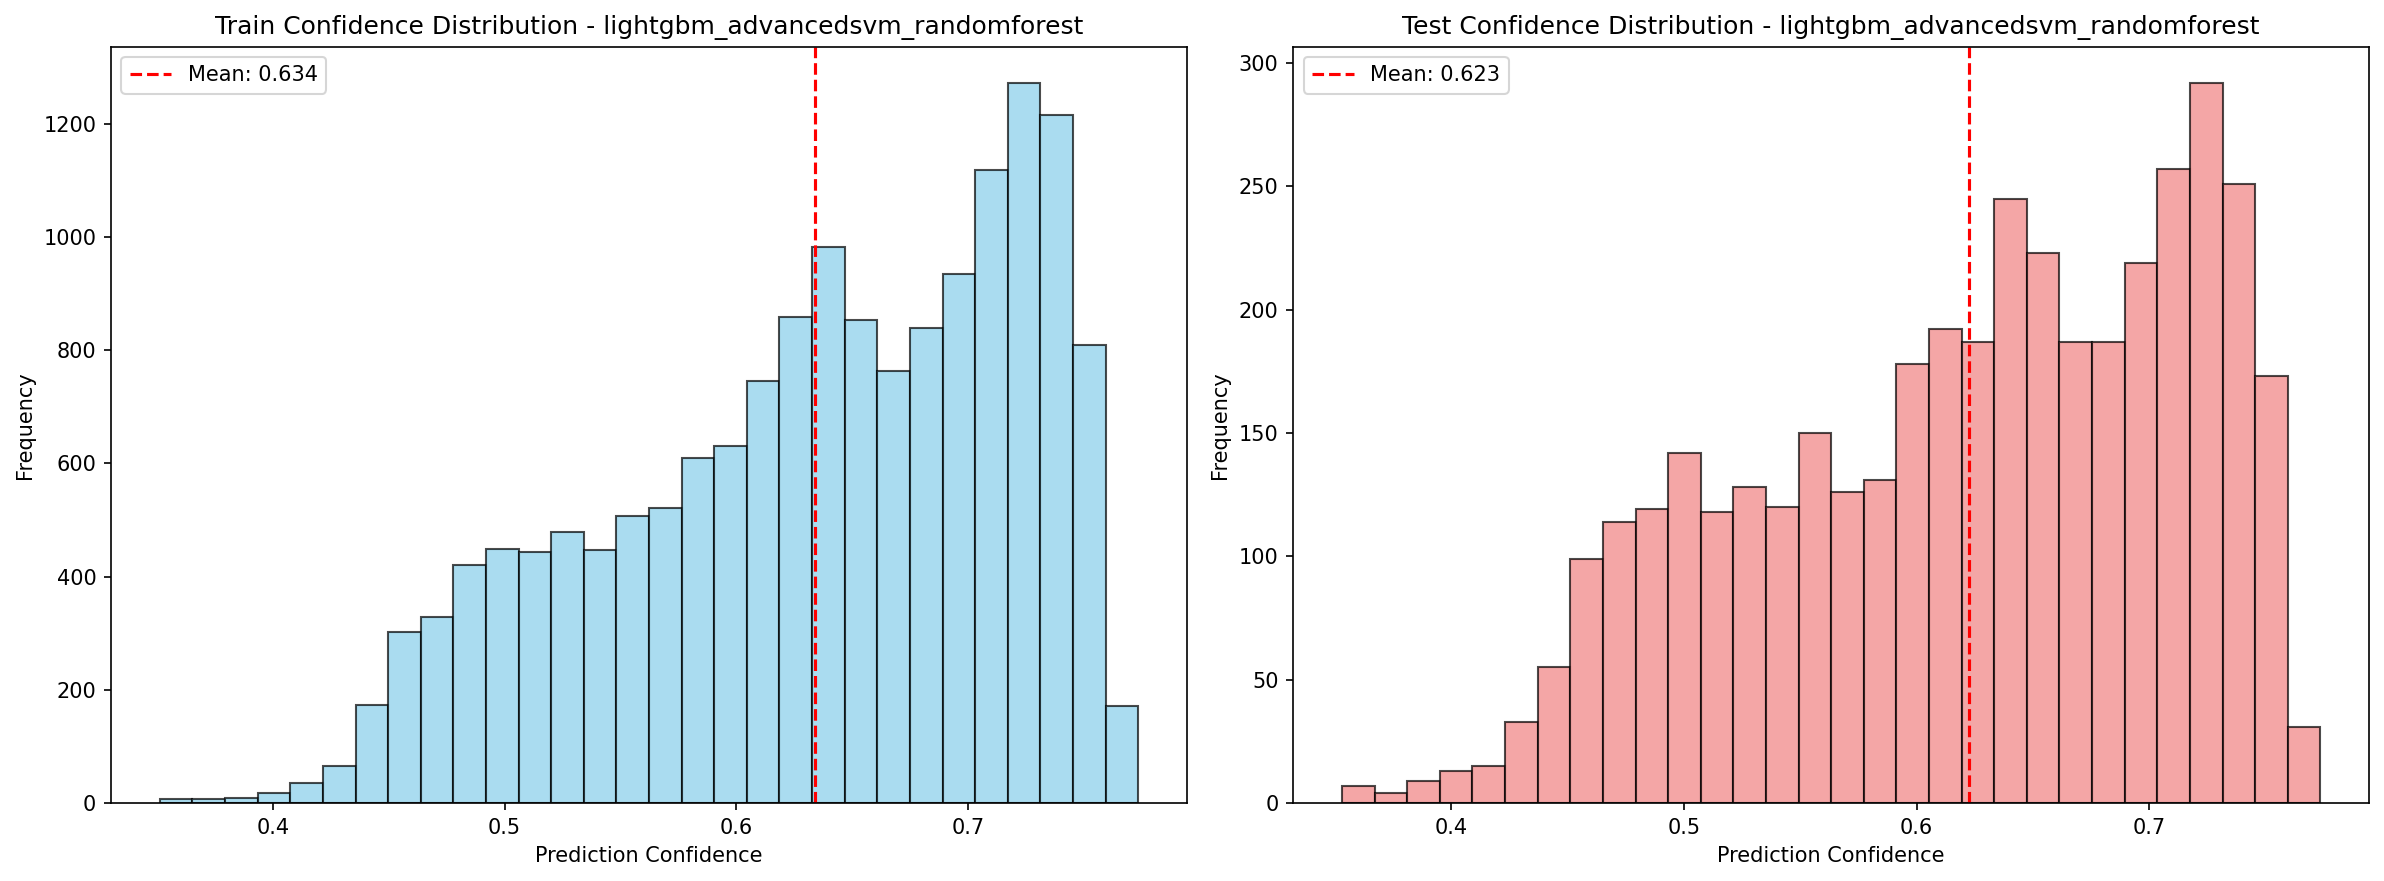 Train Confidence Distribution - lightgbm_advancedsvm_randomforest
Mean: 0.634
Frequency
1200
1000
800
600
400
200
0
0.4 0.5 0.6 0.7
Prediction Confidence
Test Confidence Distribution - lightgbm_advancedsvm_randomforest
Mean: 0.623
Frequency
300
250
200
150
100
50
0
0.4 0.5 0.6 0.7
Prediction Confidence